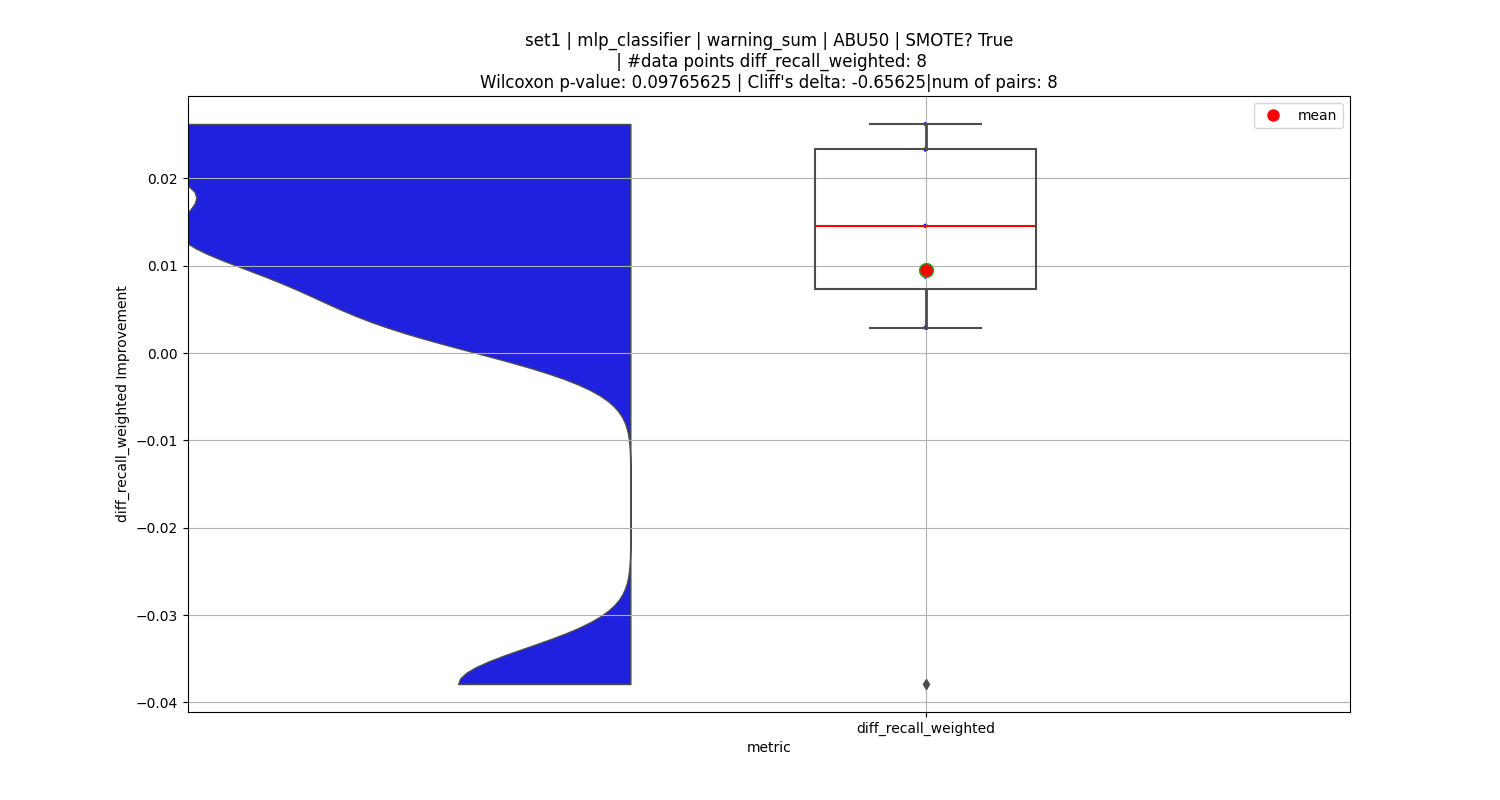 set1 | mlp_classifier | warning_sum | ABU50 | SMOTE? True
| #data points diff_recall_weighted: 8
Wilcoxon p-value: 0.09765625 | Cliff's delta: -0.65625|num of pairs: 8
mean
0.02
0.01
0.00
−0.01
−0.02
−0.03
−0.04
diff_recall_weighted Improvement
diff_recall_weighted
metric